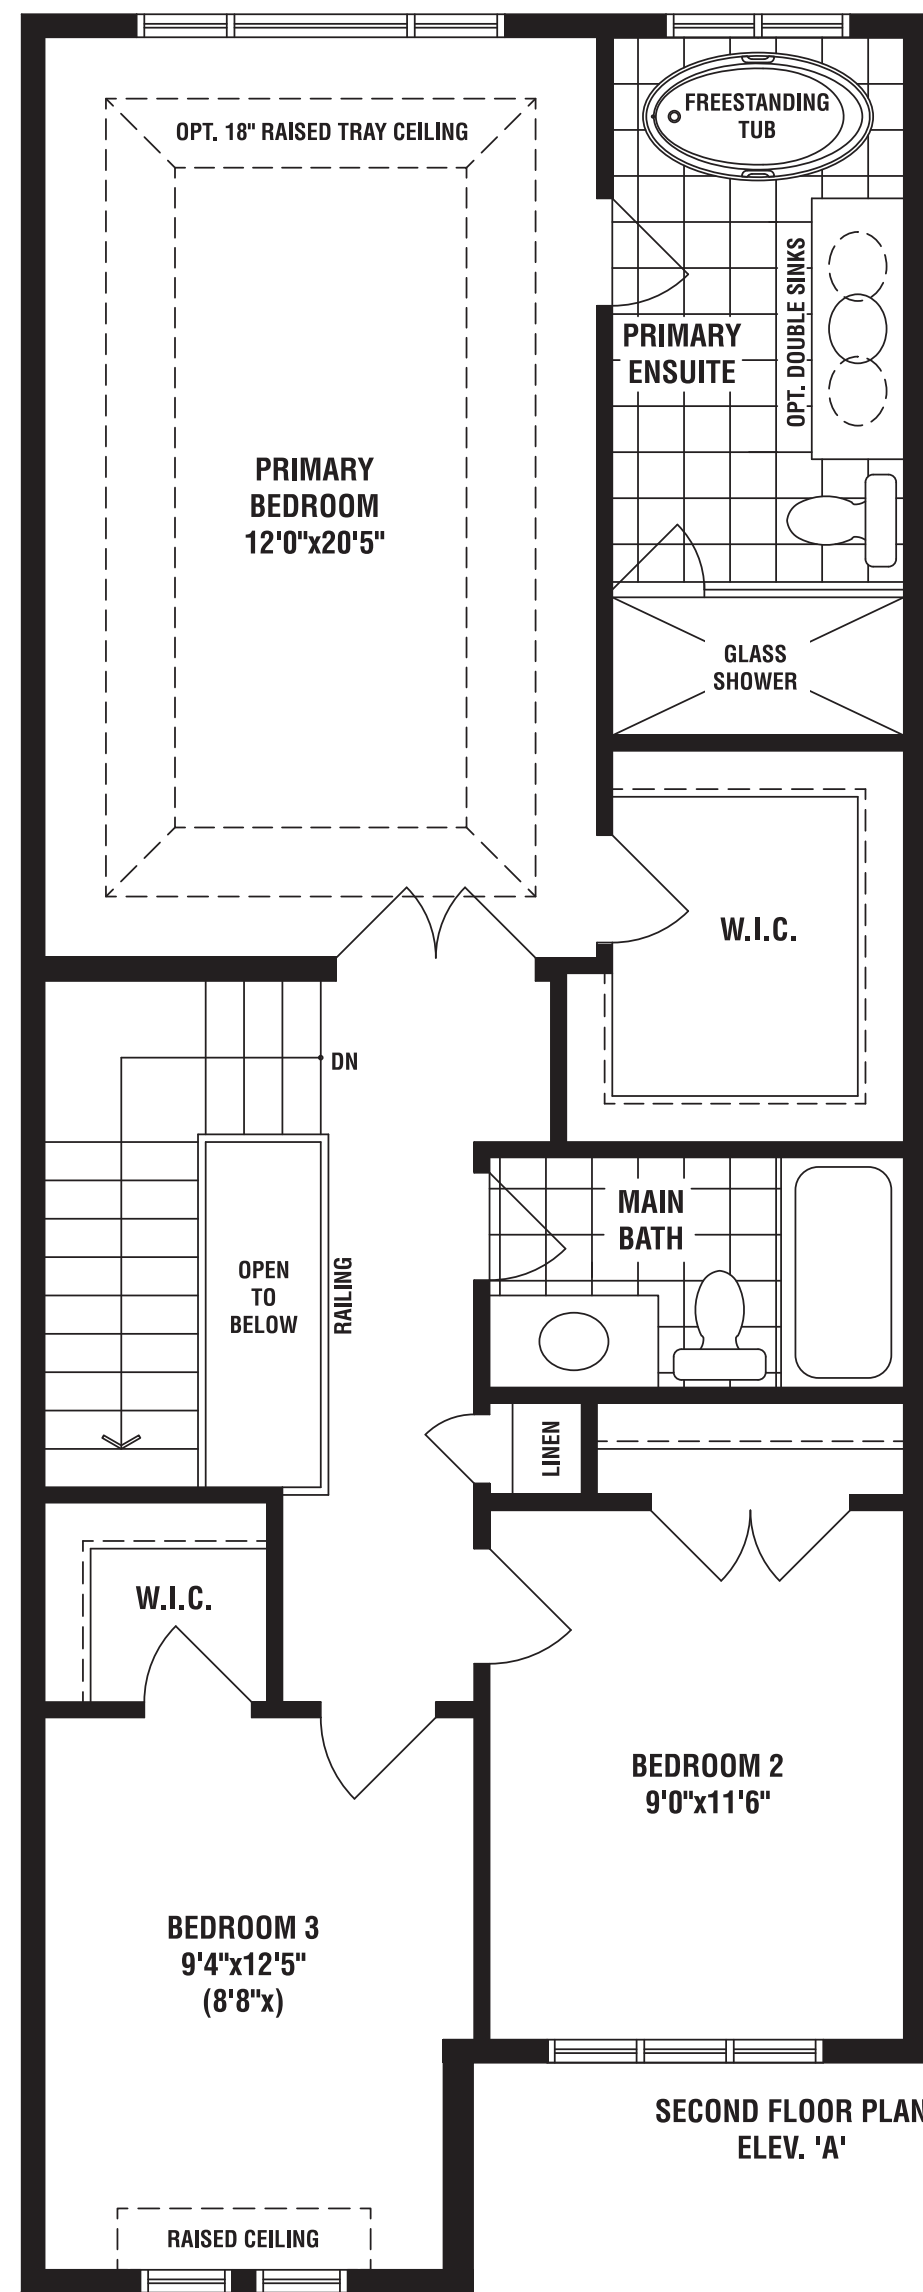 OPT. 18" RAISED TRAY CEILING
FREESTANDING
TUB
OPT. DOUBLE SINKS
PRIMARY
ENSUITE
PRIMARY
BEDROOM
12'0"x20'5"
GLASS
SHOWER
W.I.C.
DN
MAIN
BATH
OPEN
TO
BELOW
RAILING
LINEN
W.I.C.
BEDROOM 2
9'0"x11'6"
BEDROOM 3
9'4"x12'5"
(8'8"x)
SECOND FLOOR PLAN
ELEV. 'A'
RAISED CEILING